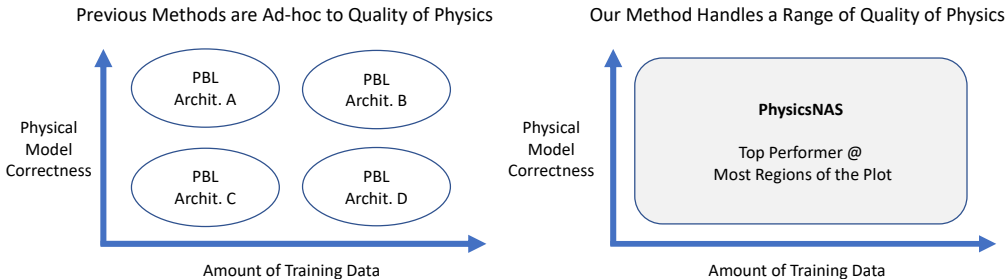 Previous Methods are Ad-hoc to Quality of Physics
Physical
Model
Correctness
PBL
Archit. A
PBL
Archit. B
PBL
Archit. C
PBL
Archit. D
Amount of Training Data
Our Method Handles a Range of Quality of Physics
Physical
Model
Correctness
PhysicsNAS
Top Performer @
Most Regions of the Plot
Amount of Training Data